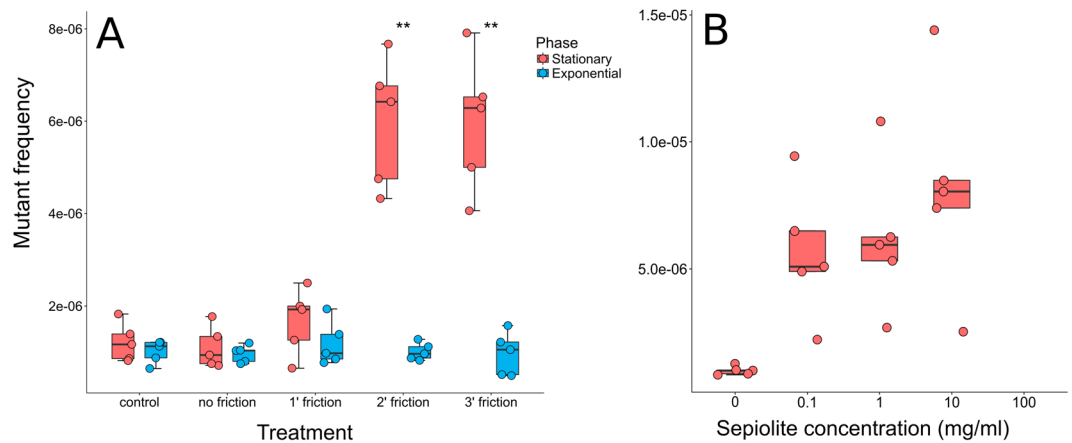 A
Mutant frequency
8e-06
6e-06
4e-06
2e-06
**
**
Phase
Stationary
Exponential
control
no friction
1' friction
2' friction
3' friction
Treatment
B
1.5e-05
1.0e-05
5.0e-06
0
0.1
1
10
100
Sepiolite concentration (mg/ml)